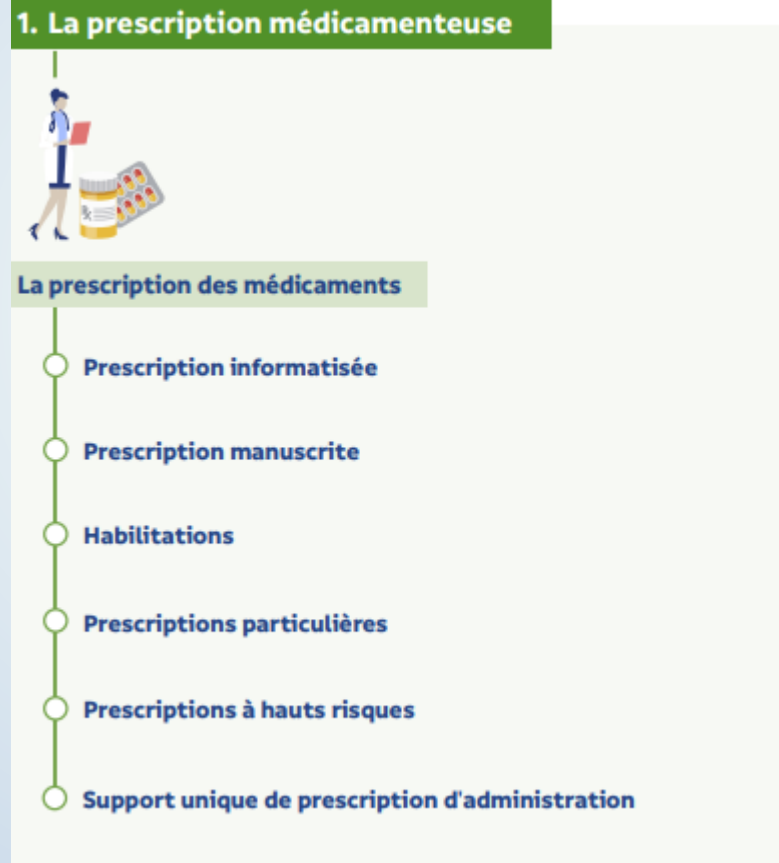 1. La prescription médicamenteuse
La prescription des médicaments
Prescription informatisée
Prescription manuscrite
Habilitations
Prescriptions particulières
Prescriptions à hauts risques
Support unique de prescription d'administration